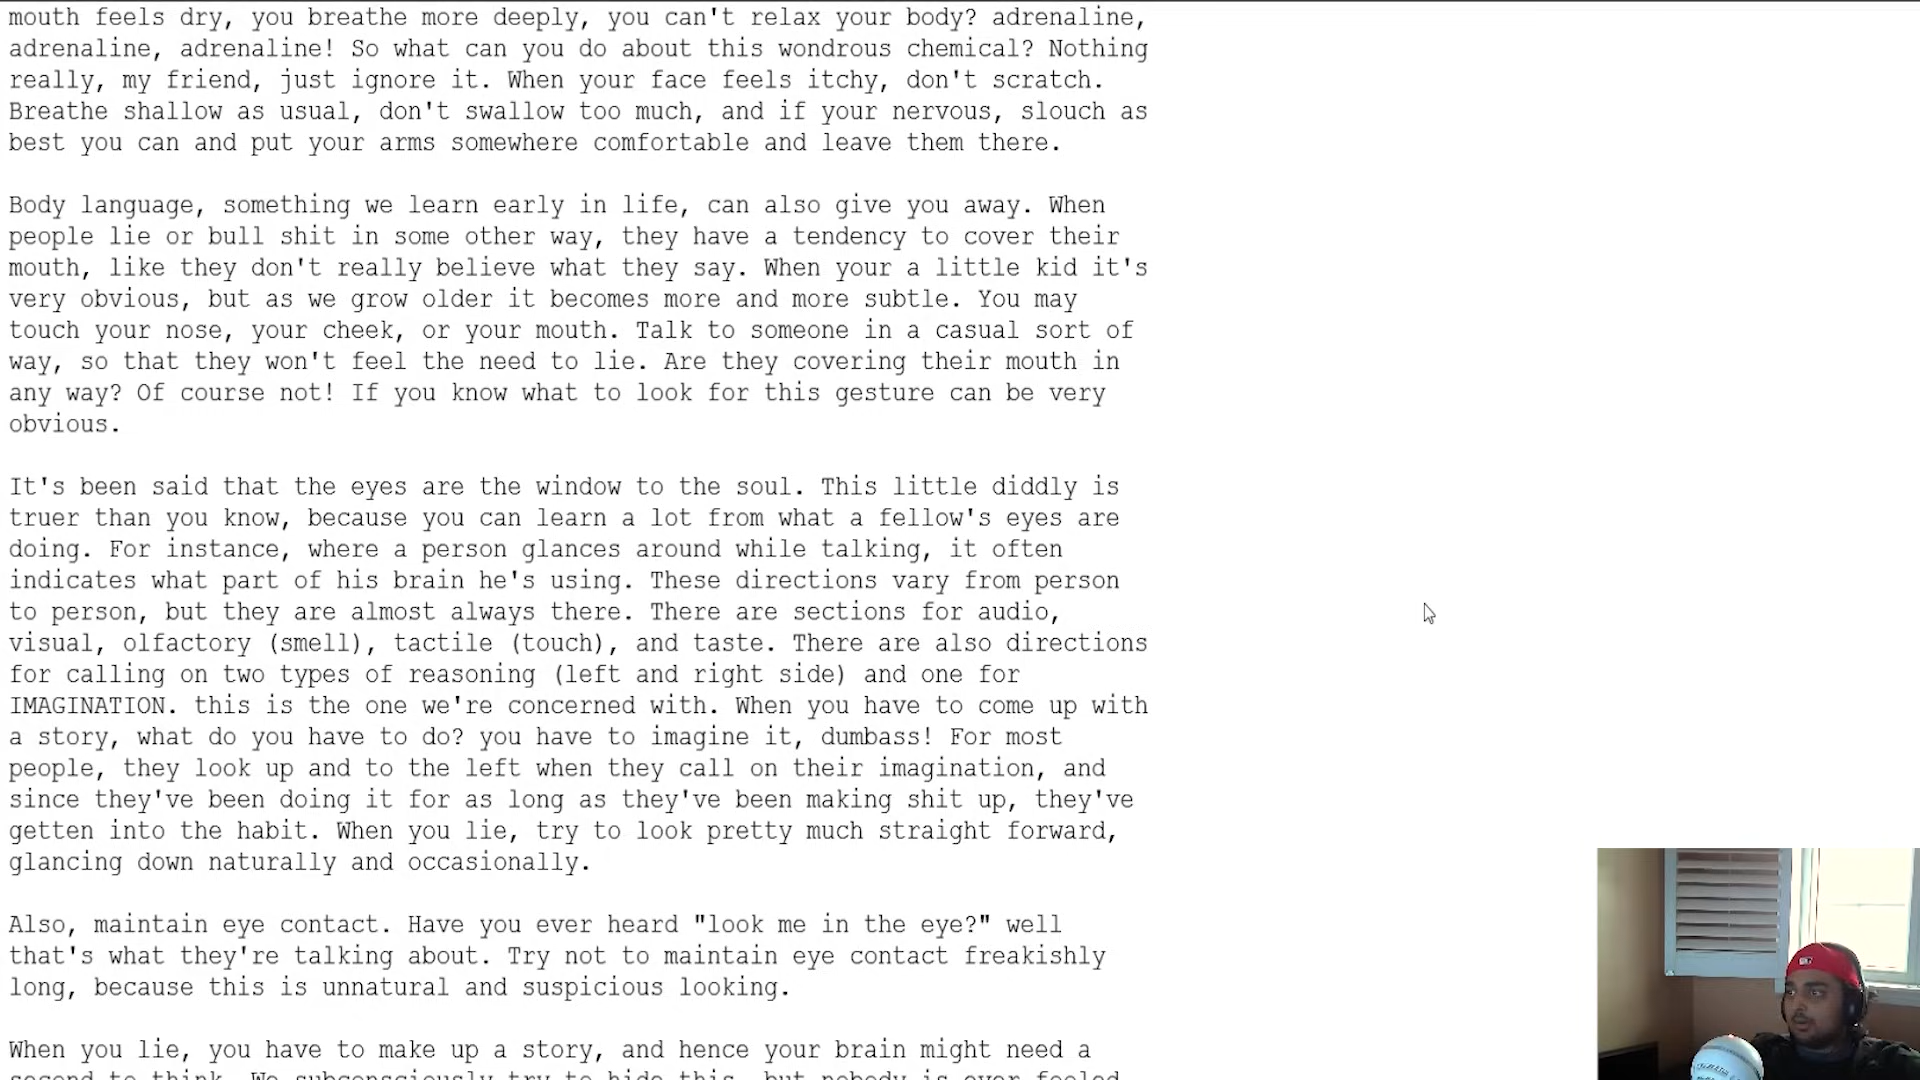 mouth feels dry, you breathe more deeply, you can't relax your body? adrenaline,
adrenaline, adrenaline! So what can you do about this wondrous chemical? Nothing
really, my friend, just ignore it. When your face feels itchy, don't scratch.
Breathe shallow as usual, don't swallow too much, and if your nervous, slouch as
best you can and put your arms somewhere comfortable and leave them there.
Body language, something we learn early in life, can also give you away. When
people lie or bull shit in some other way, they have a tendency to cover their
mouth, like they don't really believe what they say. When your a little kid it's
very obvious, but as we grow older it becomes more and more subtle. You may
touch your nose, your cheek, or your mouth. Talk to someone in a casual sort of
way, so that they won't feel the need to lie. Are they covering their mouth in
any way? Of course not! If you know what to look for this gesture can be very
obvious.
It's been said that the eyes are the window to the soul. This little diddly is
truer than you know, because you can learn a lot from what a fellow's eyes are
doing. For instance, where a person glances around while talking, it often
indicates what part of his brain he's using. These directions vary from person
to person, but they are almost always there. There are sections for audio,
visual, olfactory (smell), tactile (touch), and taste. There are also directions
for calling on two types of reasoning (left and right side) and one for
IMAGINATION. this is the one we're concerned with. When you have to come up with
a story, what do you have to do? you have to imagine it, dumbass! For most
people, they look up and to the left when they call on their imagination, and
since they've been doing it for as long as they've been making shit up, they've
getten into the habit. When you lie, try to look pretty much straight forward,
glancing down naturally and occasionally.
Also, maintain eye contact. Have you ever heard "look me in the eye?" well
that's what they're talking about. Try not to maintain eye contact freakishly
long, because this is unnatural and suspicious looking.
When you lie, you have to make up a story, and hence your brain might need a
second to think. We subconsciously try to hide this, but nobody is ever fooled